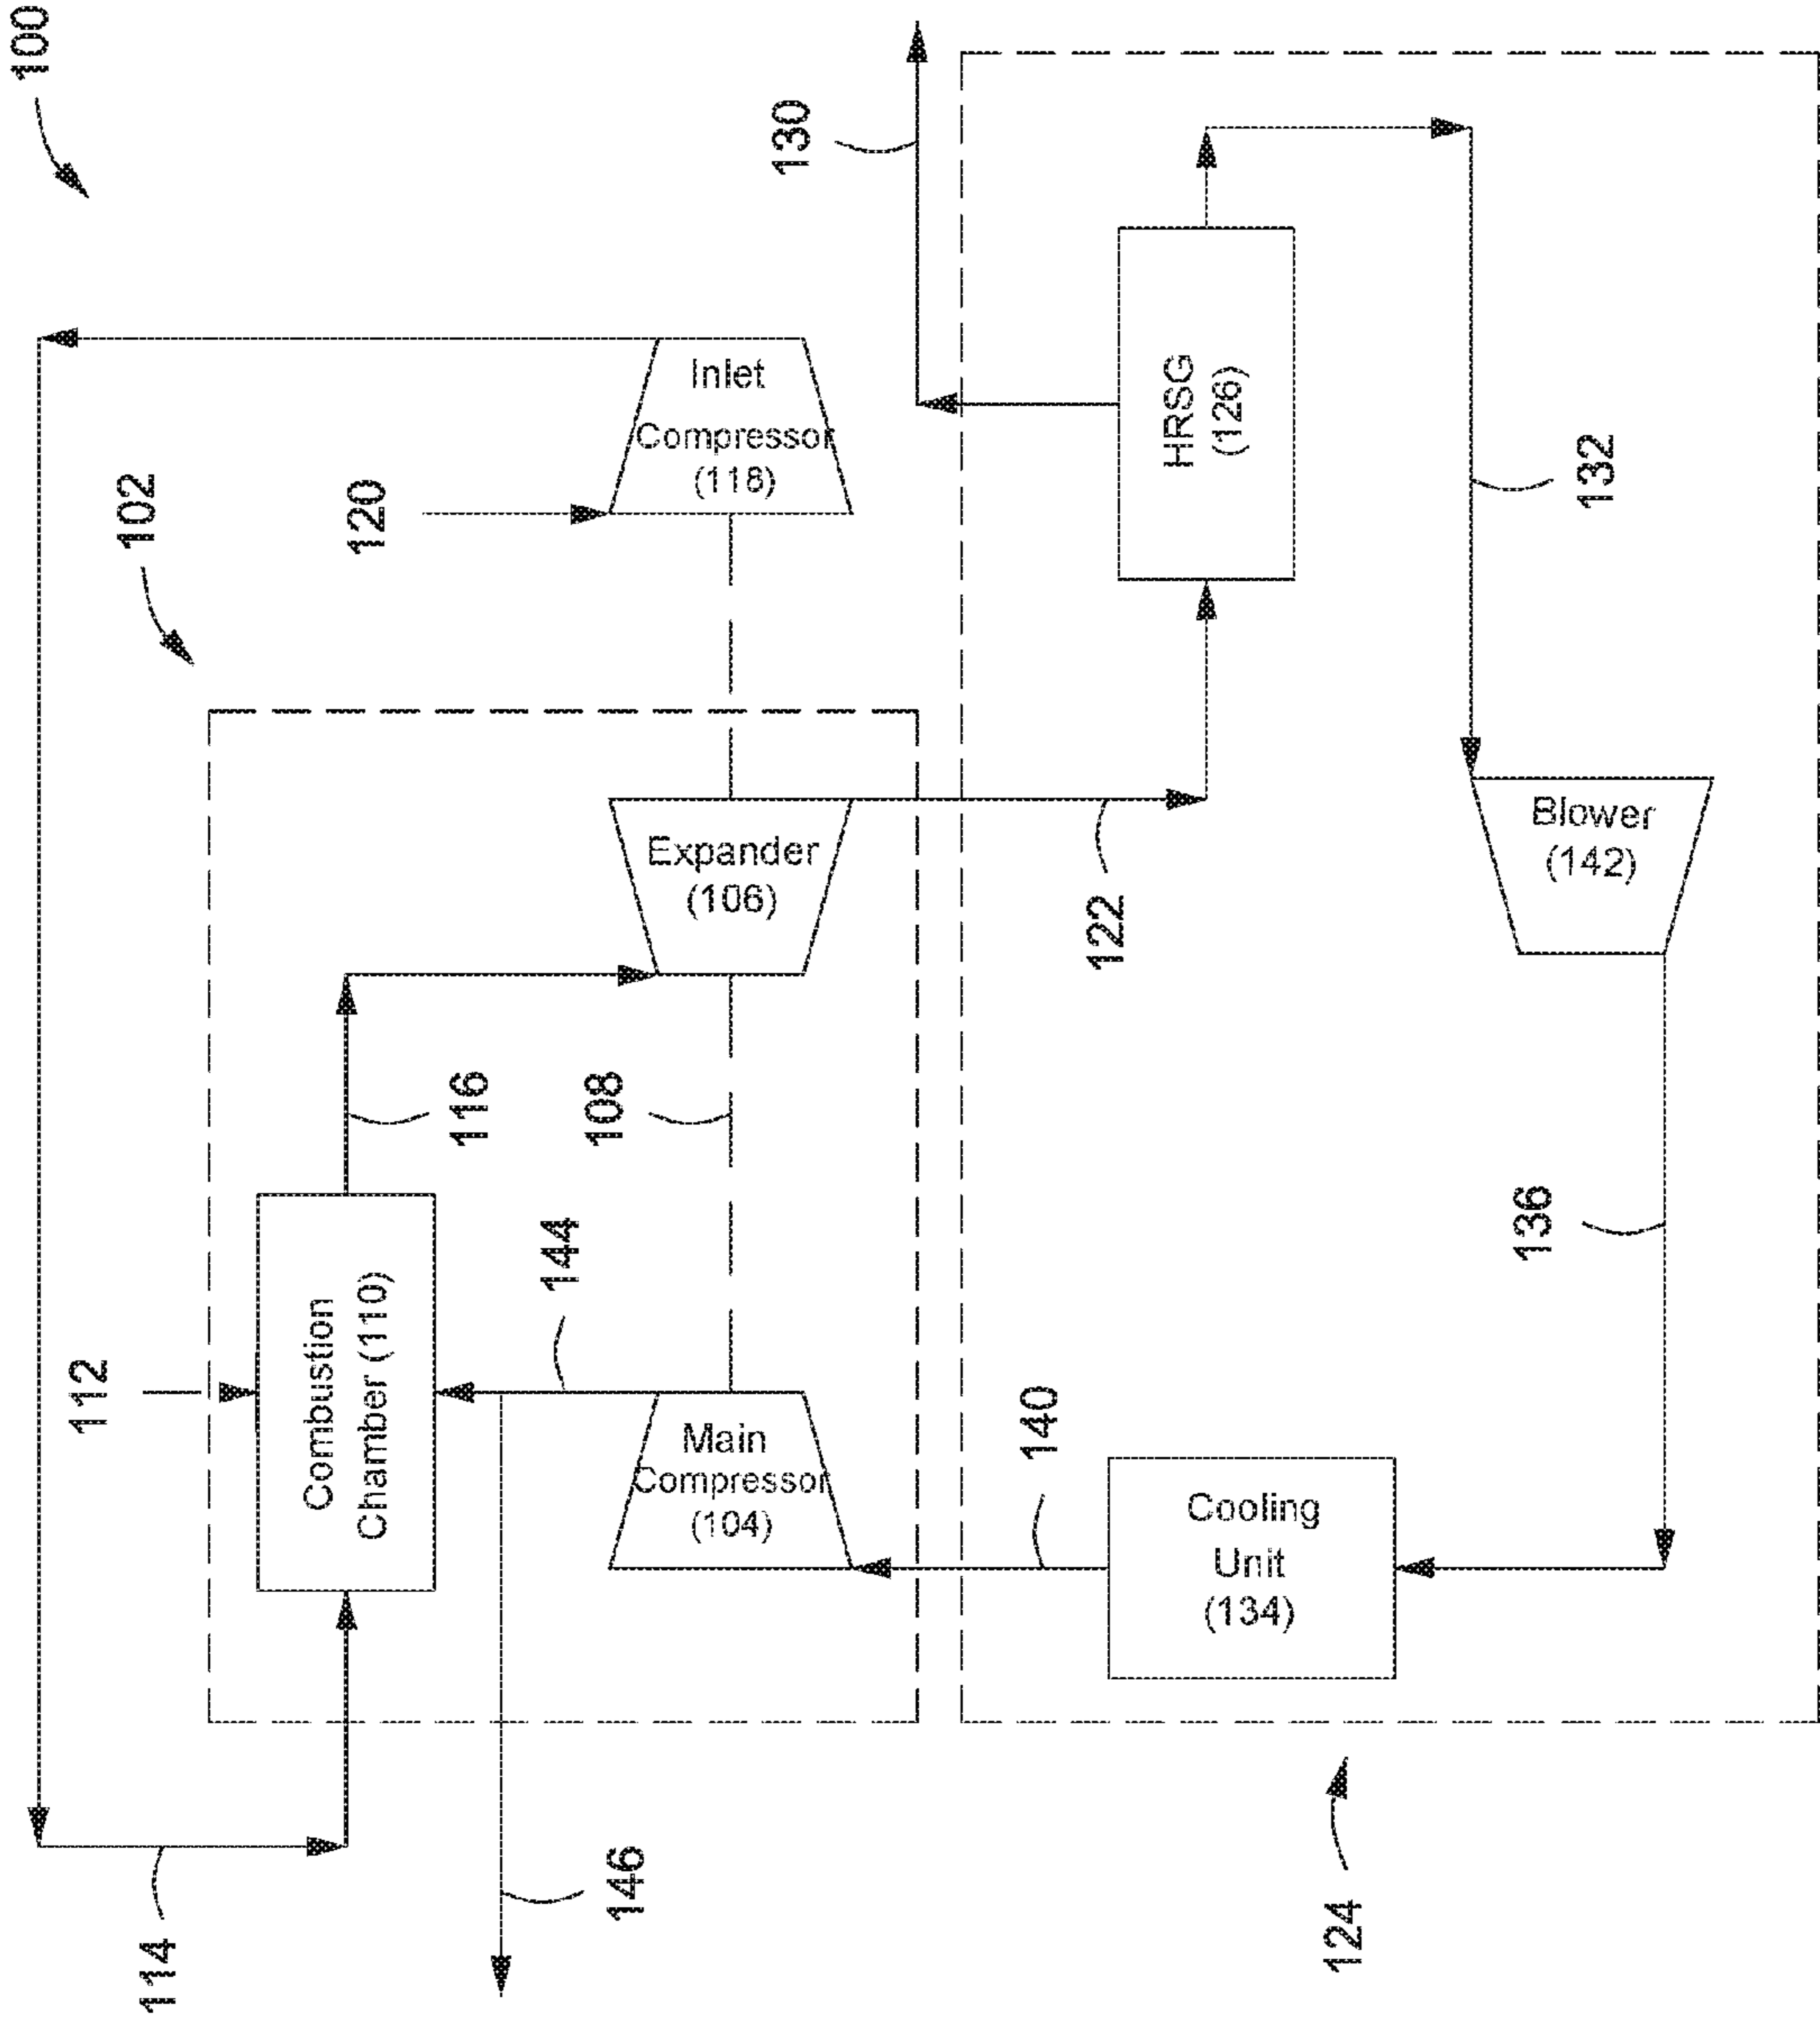 100
102
114
112
120
Inlet
Compressor
(118)
130
Combustion
Chamber (110)
116
144
108
Expander
(106)
146
Main
Compressor
(104)
122
HRSG
(126)
132
140
Cooling
Unit
(134)
136
Blower
(142)
124